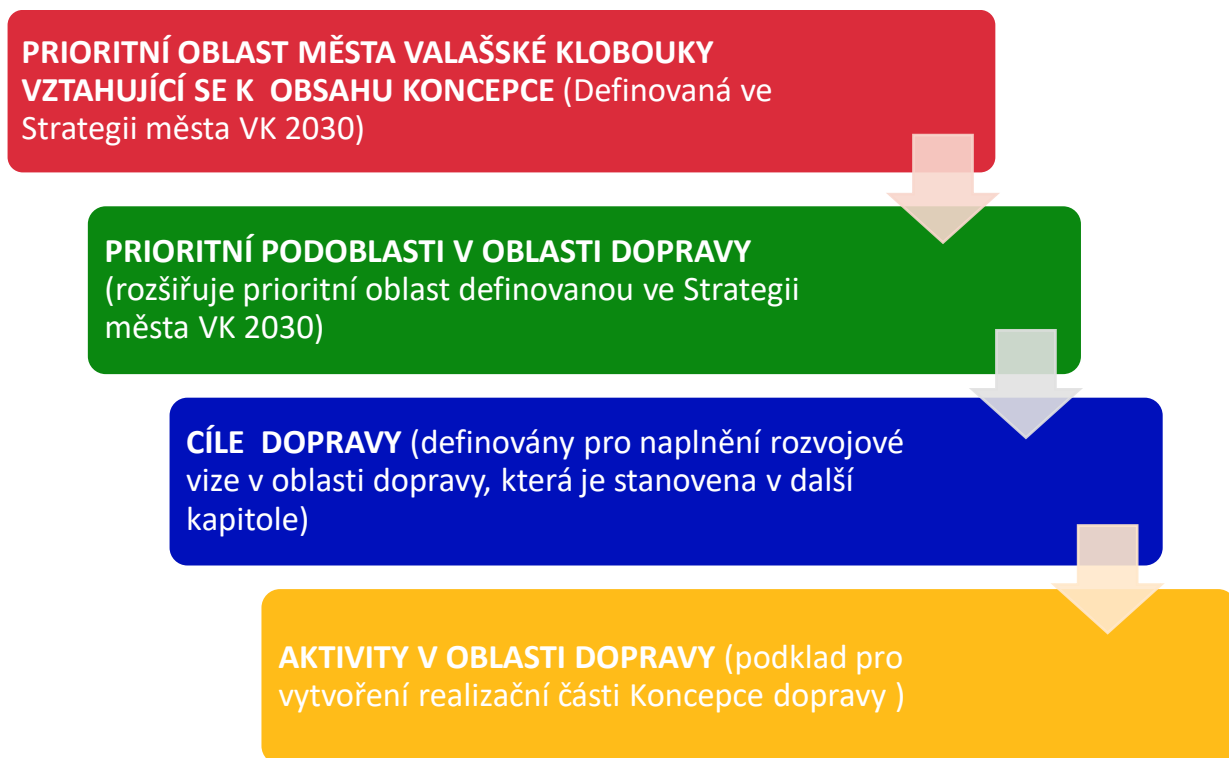 PRIORITNÍ OBLAST MĚSTA VALAŠSKÉ KLOBOUKY
VZTAHUJÍCÍ SE K  OBSAHU KONCEPCE (Definovaná ve
Strategii města VK 2030)
PRIORITNÍ PODOBLASTI V OBLASTI DOPRAVY
(rozšiřuje prioritní oblast definovanou ve Strategii
města VK 2030)
CÍLE  DOPRAVY (definovány pro naplnění rozvojové
vize v oblasti dopravy, která je stanovena v další
kapitole)
AKTIVITY V OBLASTI DOPRAVY (podklad pro
vytvoření realizační části Koncepce dopravy )